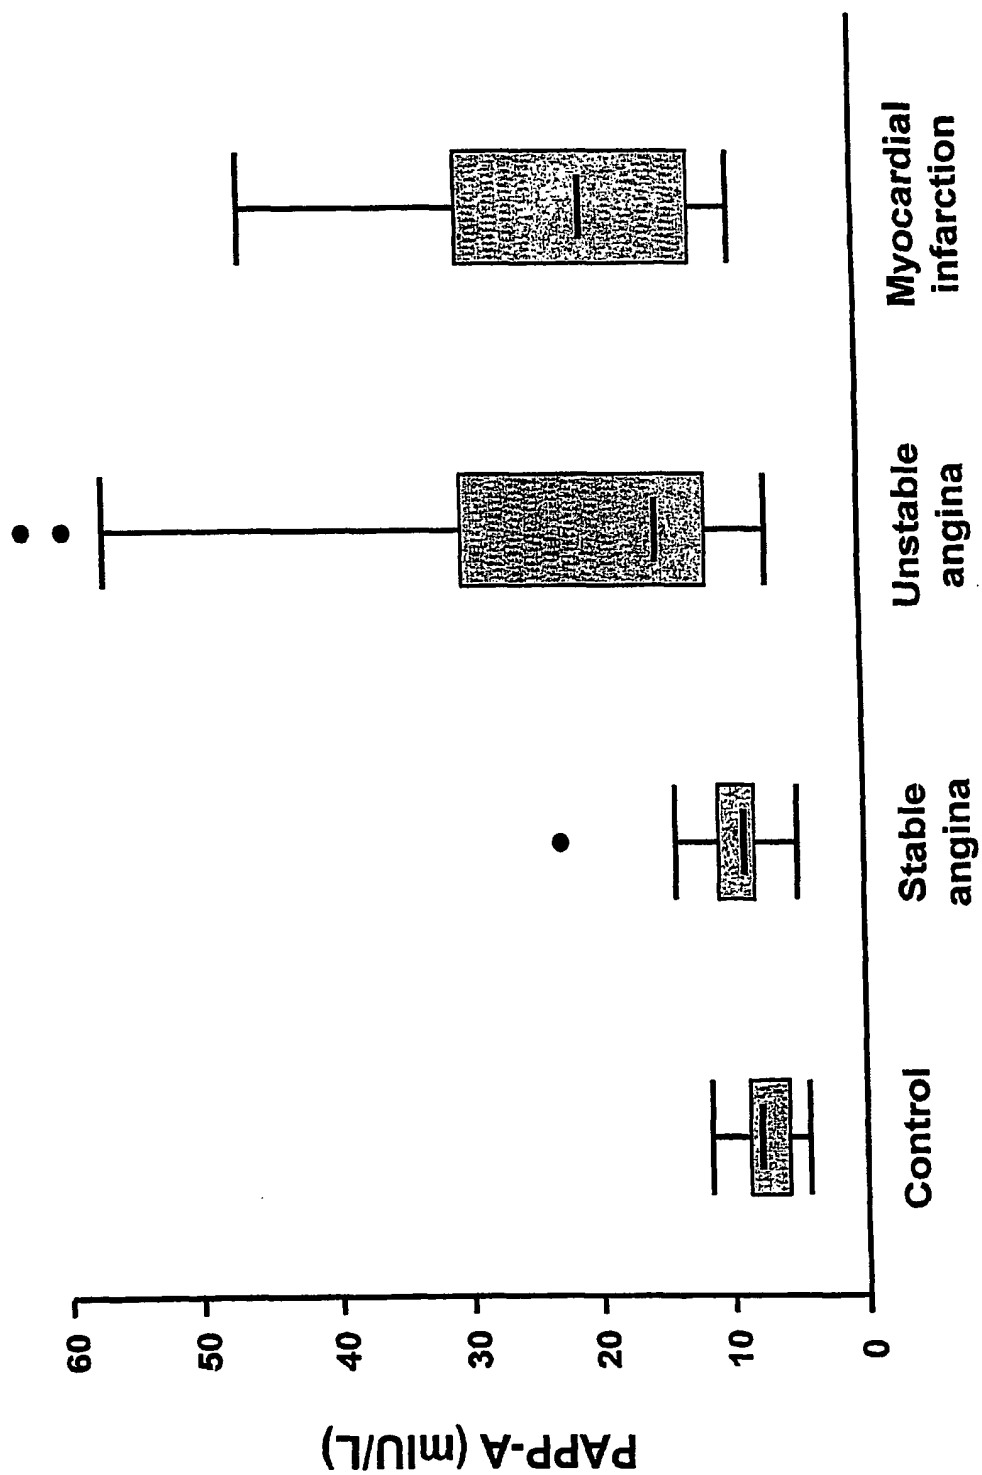 PAPP-A (mIU/L)
60
50
40
30
20
10
0
Control
Stable
angina
Unstable
angina
Myocardial
infarction